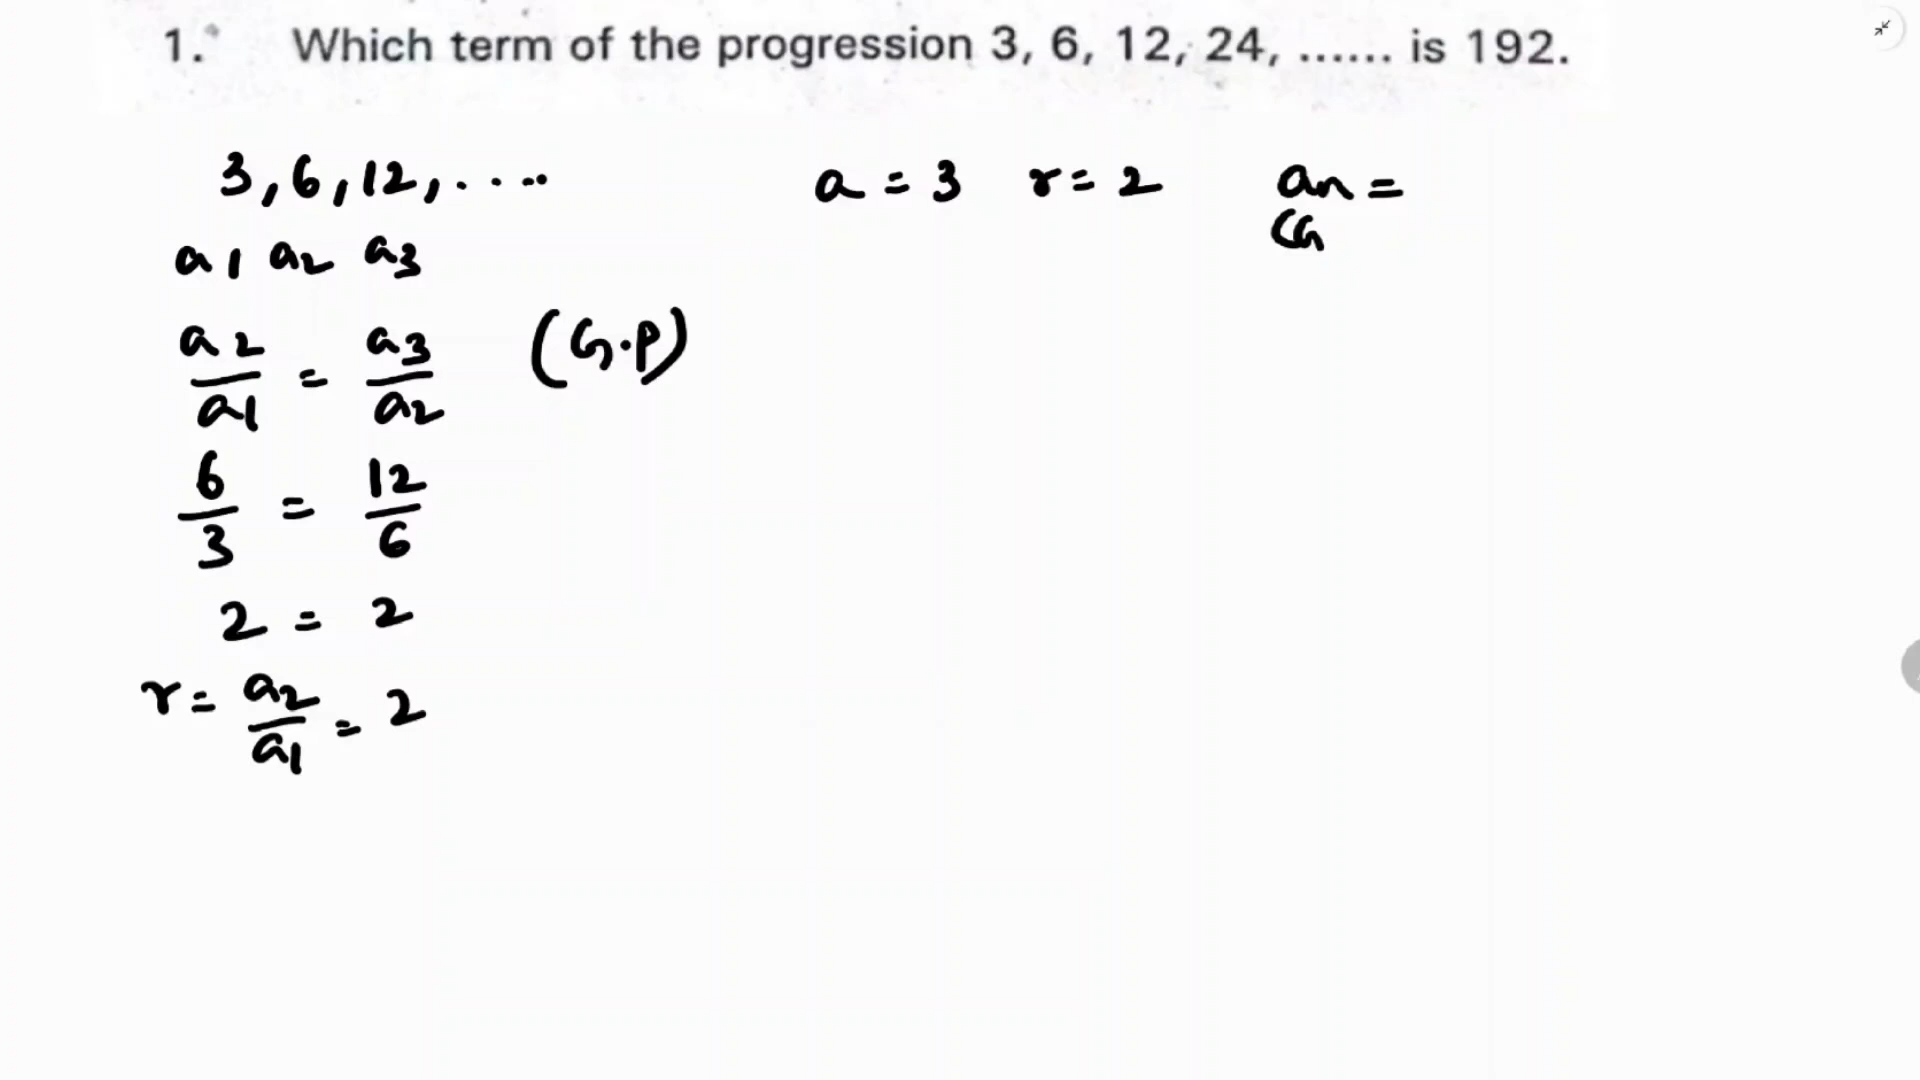 1. Which term of the progression 3, 6, 12, 24, ...... is 192.
3, 6, 12, .....
a1 a2 a3
a = 3 r = 2 an =
(G
a2/a1 = a3/a2 (G.P)
6/3 = 12/6
2 = 2
r = a2/a1 = 2